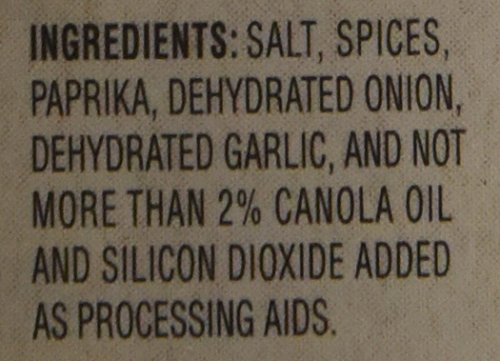 INGREDIENTS: SALT, SPICES,
PAPRIKA, DEHYDRATED ONION,
DEHYDRATED GARLIC, AND NOT
MORE THAN 2% CANOLA OIL
AND SILICON DIOXIDE ADDED
AS PROCESSING AIDS.